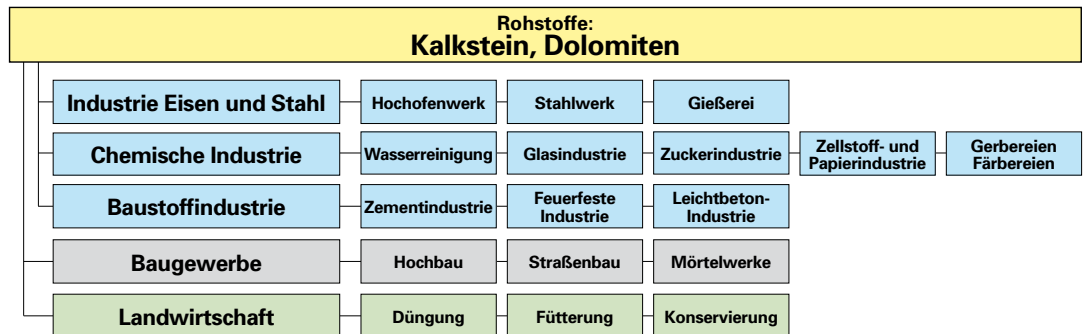 Rohstoffe:
Kalkstein, Dolomiten
Industrie Eisen und Stahl
Hochofenwerk
Stahlwerk
Gießerei
Chemische Industrie
Wasserreinigung
Glasindustrie
Zuckerindustrie
Zellstoff- und
Papierindustrie
Gerbereien
Färbereien
Baustoffindustrie
Zementindustrie
Feuerfeste
Industrie
Leichtbeton-
Industrie
Baugewerbe
Hochbau
Straßenbau
Mörtelwerke
Landwirtschaft
Düngung
Fütterung
Konservierung